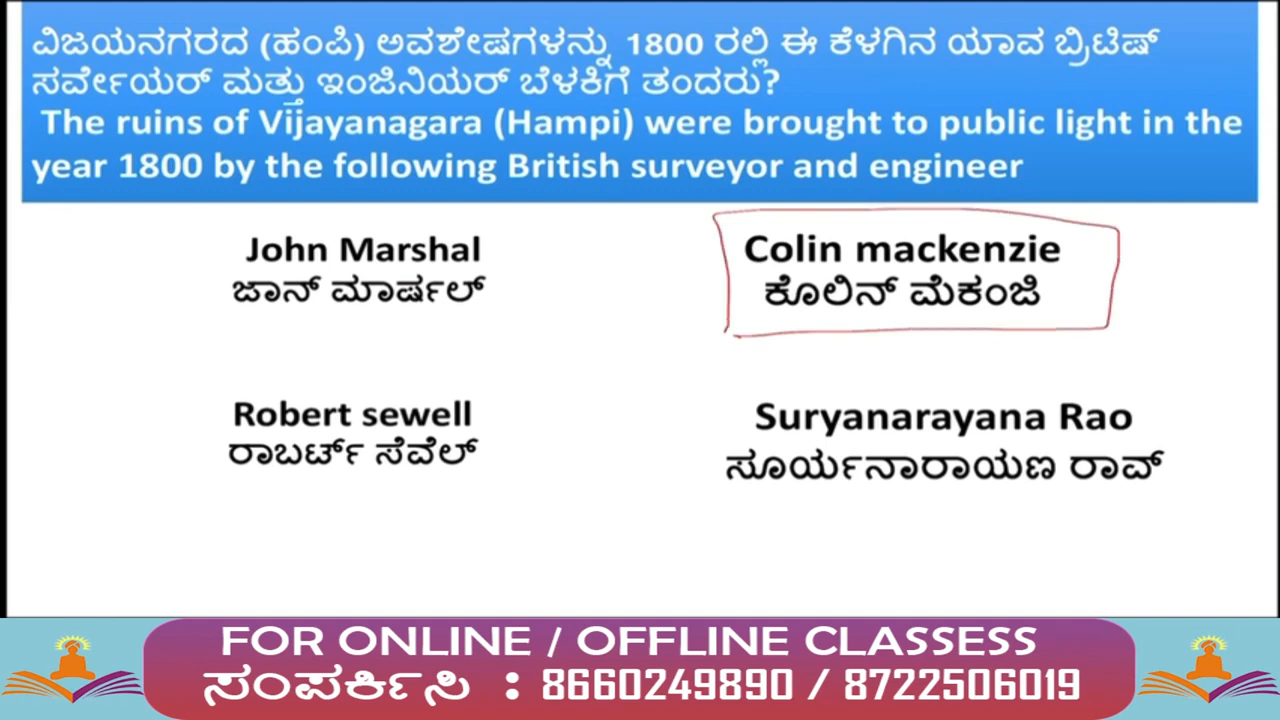 ವಿಜಯನಗರದ (ಹಂಪಿ) ಅವಶೇಷಗಳನ್ನು 1800 ರಲ್ಲಿ ಈ ಕೆಳಗಿನ ಯಾವ ಬ್ರಿಟಿಷ್
ಸರ್ವೇಯರ್ ಮತ್ತು ಇಂಜಿನಿಯರ್ ಬೆಳಕಿಗೆ ತಂದರು?
The ruins of Vijayanagara (Hampi) were brought to public light in the
year 1800 by the following British surveyor and engineer
John Marshal
ಜಾನ್ ಮಾರ್ಷಲ್
Colin mackenzie
ಕೊಲಿನ್ ಮೆಕಂಜಿ
Robert sewell
ರಾಬರ್ಟ್ ಸೆವೆಲ್
Suryanarayana Rao
ಸೂರ್ಯನಾರಾಯಣ ರಾವ್
FOR ONLINE / OFFLINE CLASSESS
ಸಂಪರ್ಕಿಸಿ : 8660249890 / 8722506019